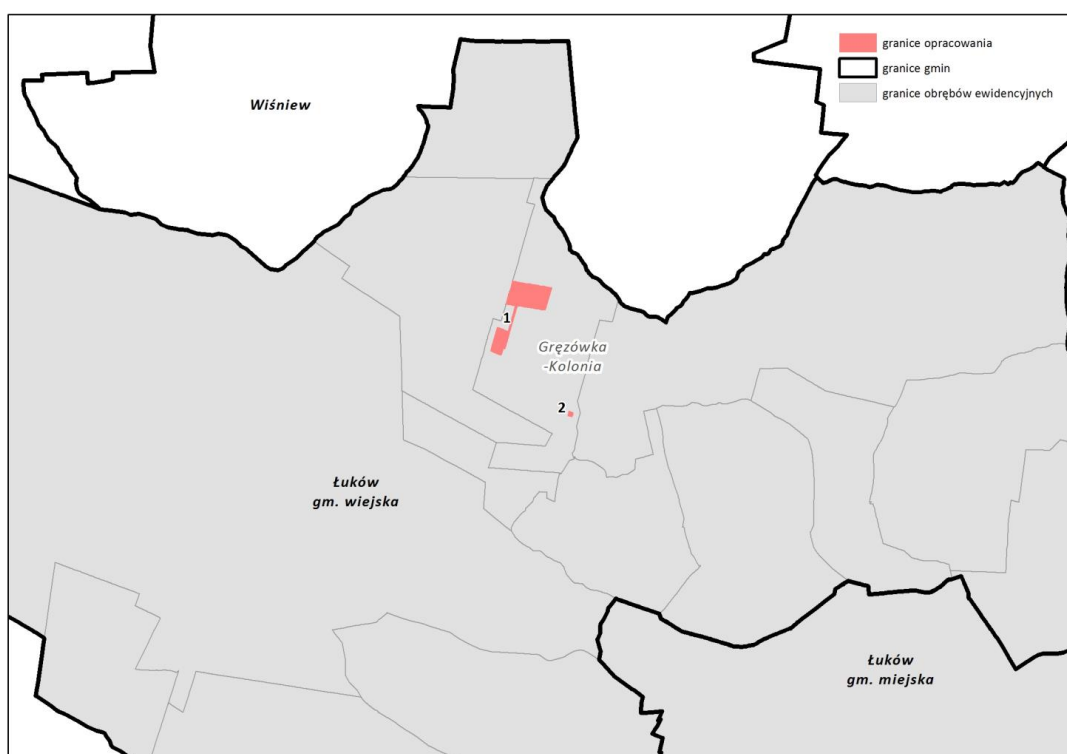 granice opracowania
granice gmin
granice obrębów ewidencyjnych
Wiśniew
1
Gręzówka
-Kolonia
2
Łuków
gm. wiejska
Łuków
gm. miejska